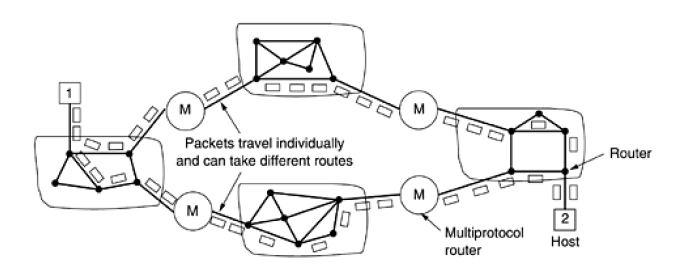 1
M
M
Packets travel individually
and can take different routes
Router
M
M
2
Multiprotocol
router
Host